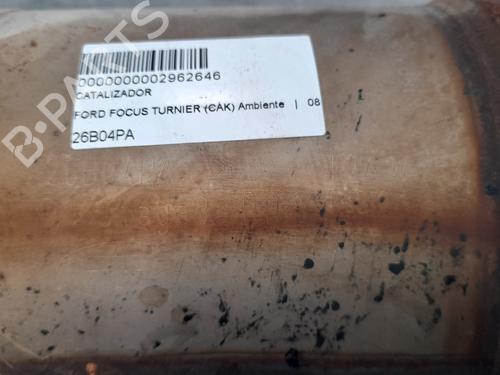 0000000002962646
CATALIZADOR
FORD FOCUS TURNIER (CAK) Ambiente | 08
26B04PA
B-PARTS